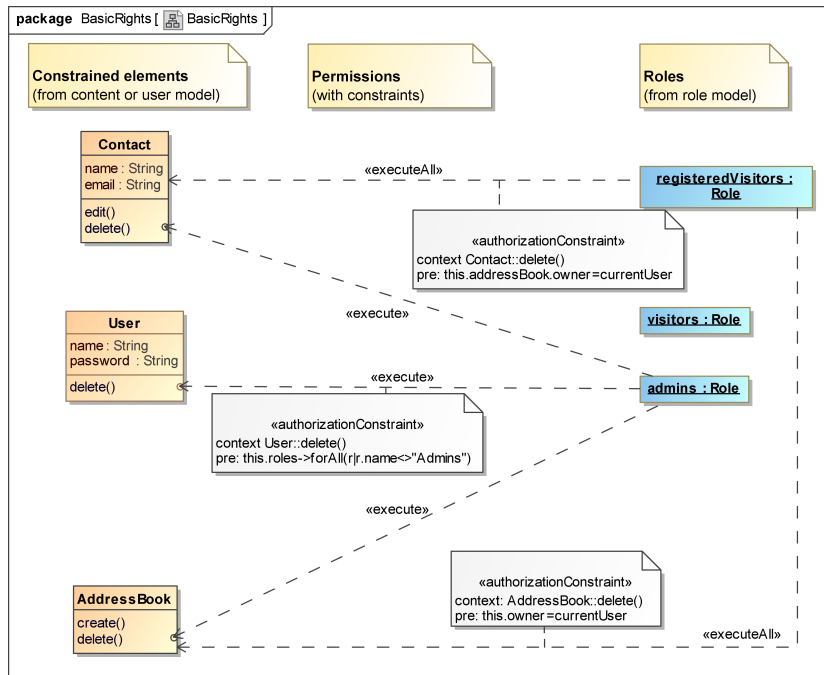 package BasicRights [ BasicRights ]
Constrained elements
(from content or user model)
Permissions
(with constraints)
Roles
(from role model)
Contact
name : String
email : String
edit()
delete()
«executeAll»
registeredVisitors :
Role
«authorizationConstraint»
context Contact::delete()
pre: this.addressBook.owner=currentUser
«execute»
visitors : Role
User
name : String
password : String
delete()
«execute»
admins : Role
«authorizationConstraint»
context User::delete()
pre: this.roles->forAll(r|r.name<>"Admins")
«execute»
AddressBook
create()
delete()
«authorizationConstraint»
context: AddressBook::delete()
pre: this.owner=currentUser
«executeAll»